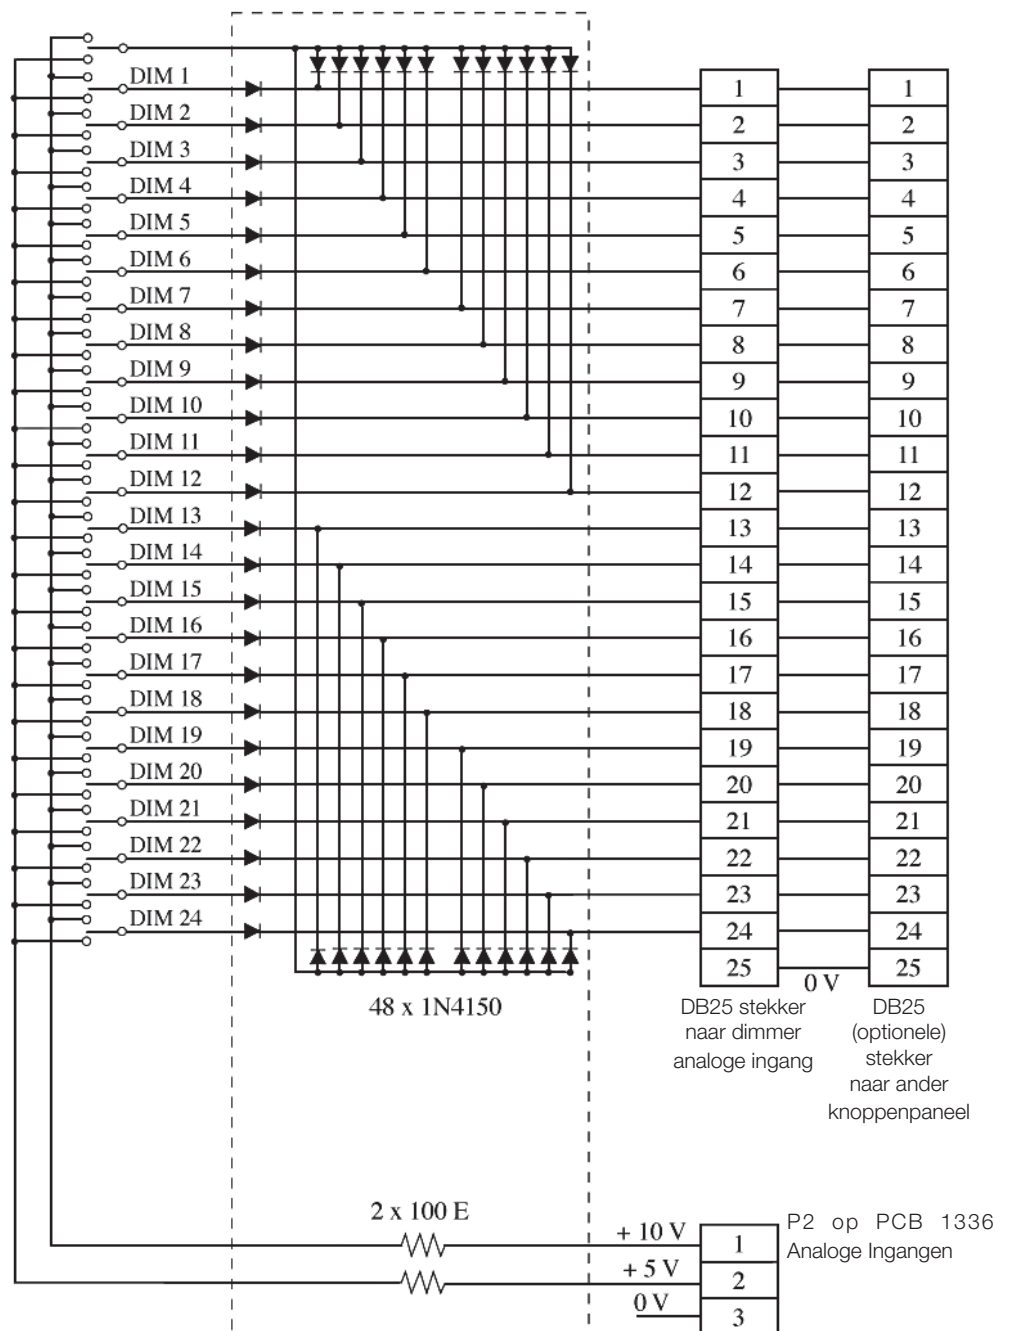 DIM 1 1 1
DIM 2 2 2
DIM 3 3 3
DIM 4 4 4
DIM 5 5 5
DIM 6 6 6
DIM 7 7 7
DIM 8 8 8
DIM 9 9 9
DIM 10 10 10
DIM 11 11 11
DIM 12 12 12
DIM 13 13 13
DIM 14 14 14
DIM 15 15 15
DIM 16 16 16
DIM 17 17 17
DIM 18 18 18
DIM 19 19 19
DIM 20 20 20
DIM 21 21 21
DIM 22 22 22
DIM 23 23 23
DIM 24 24 24
25 25
0 V
48 x 1N4150
DB25 stekker
naar dimmer
analoge ingang
DB25
(optionele)
stekker
naar ander
knoppenpaneel
2 x 100 E
+ 10 V 1
+ 5 V 2
0 V 3
P2 op PCB 1336
Analoge Ingangen